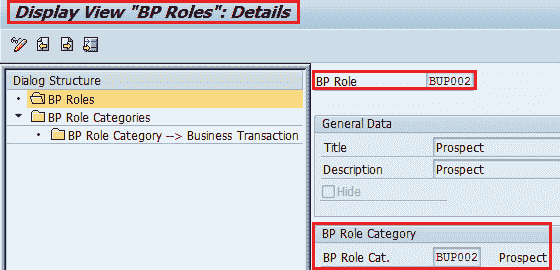 Display View "BP Roles": Details
Dialog Structure
BP Roles
BP Role Categories
BP Role Category --> Business Transaction
BP Role BUP002
General Data
Title Prospect
Description Prospect
Hide
BP Role Category
BP Role Cat. BUP002 Prospect